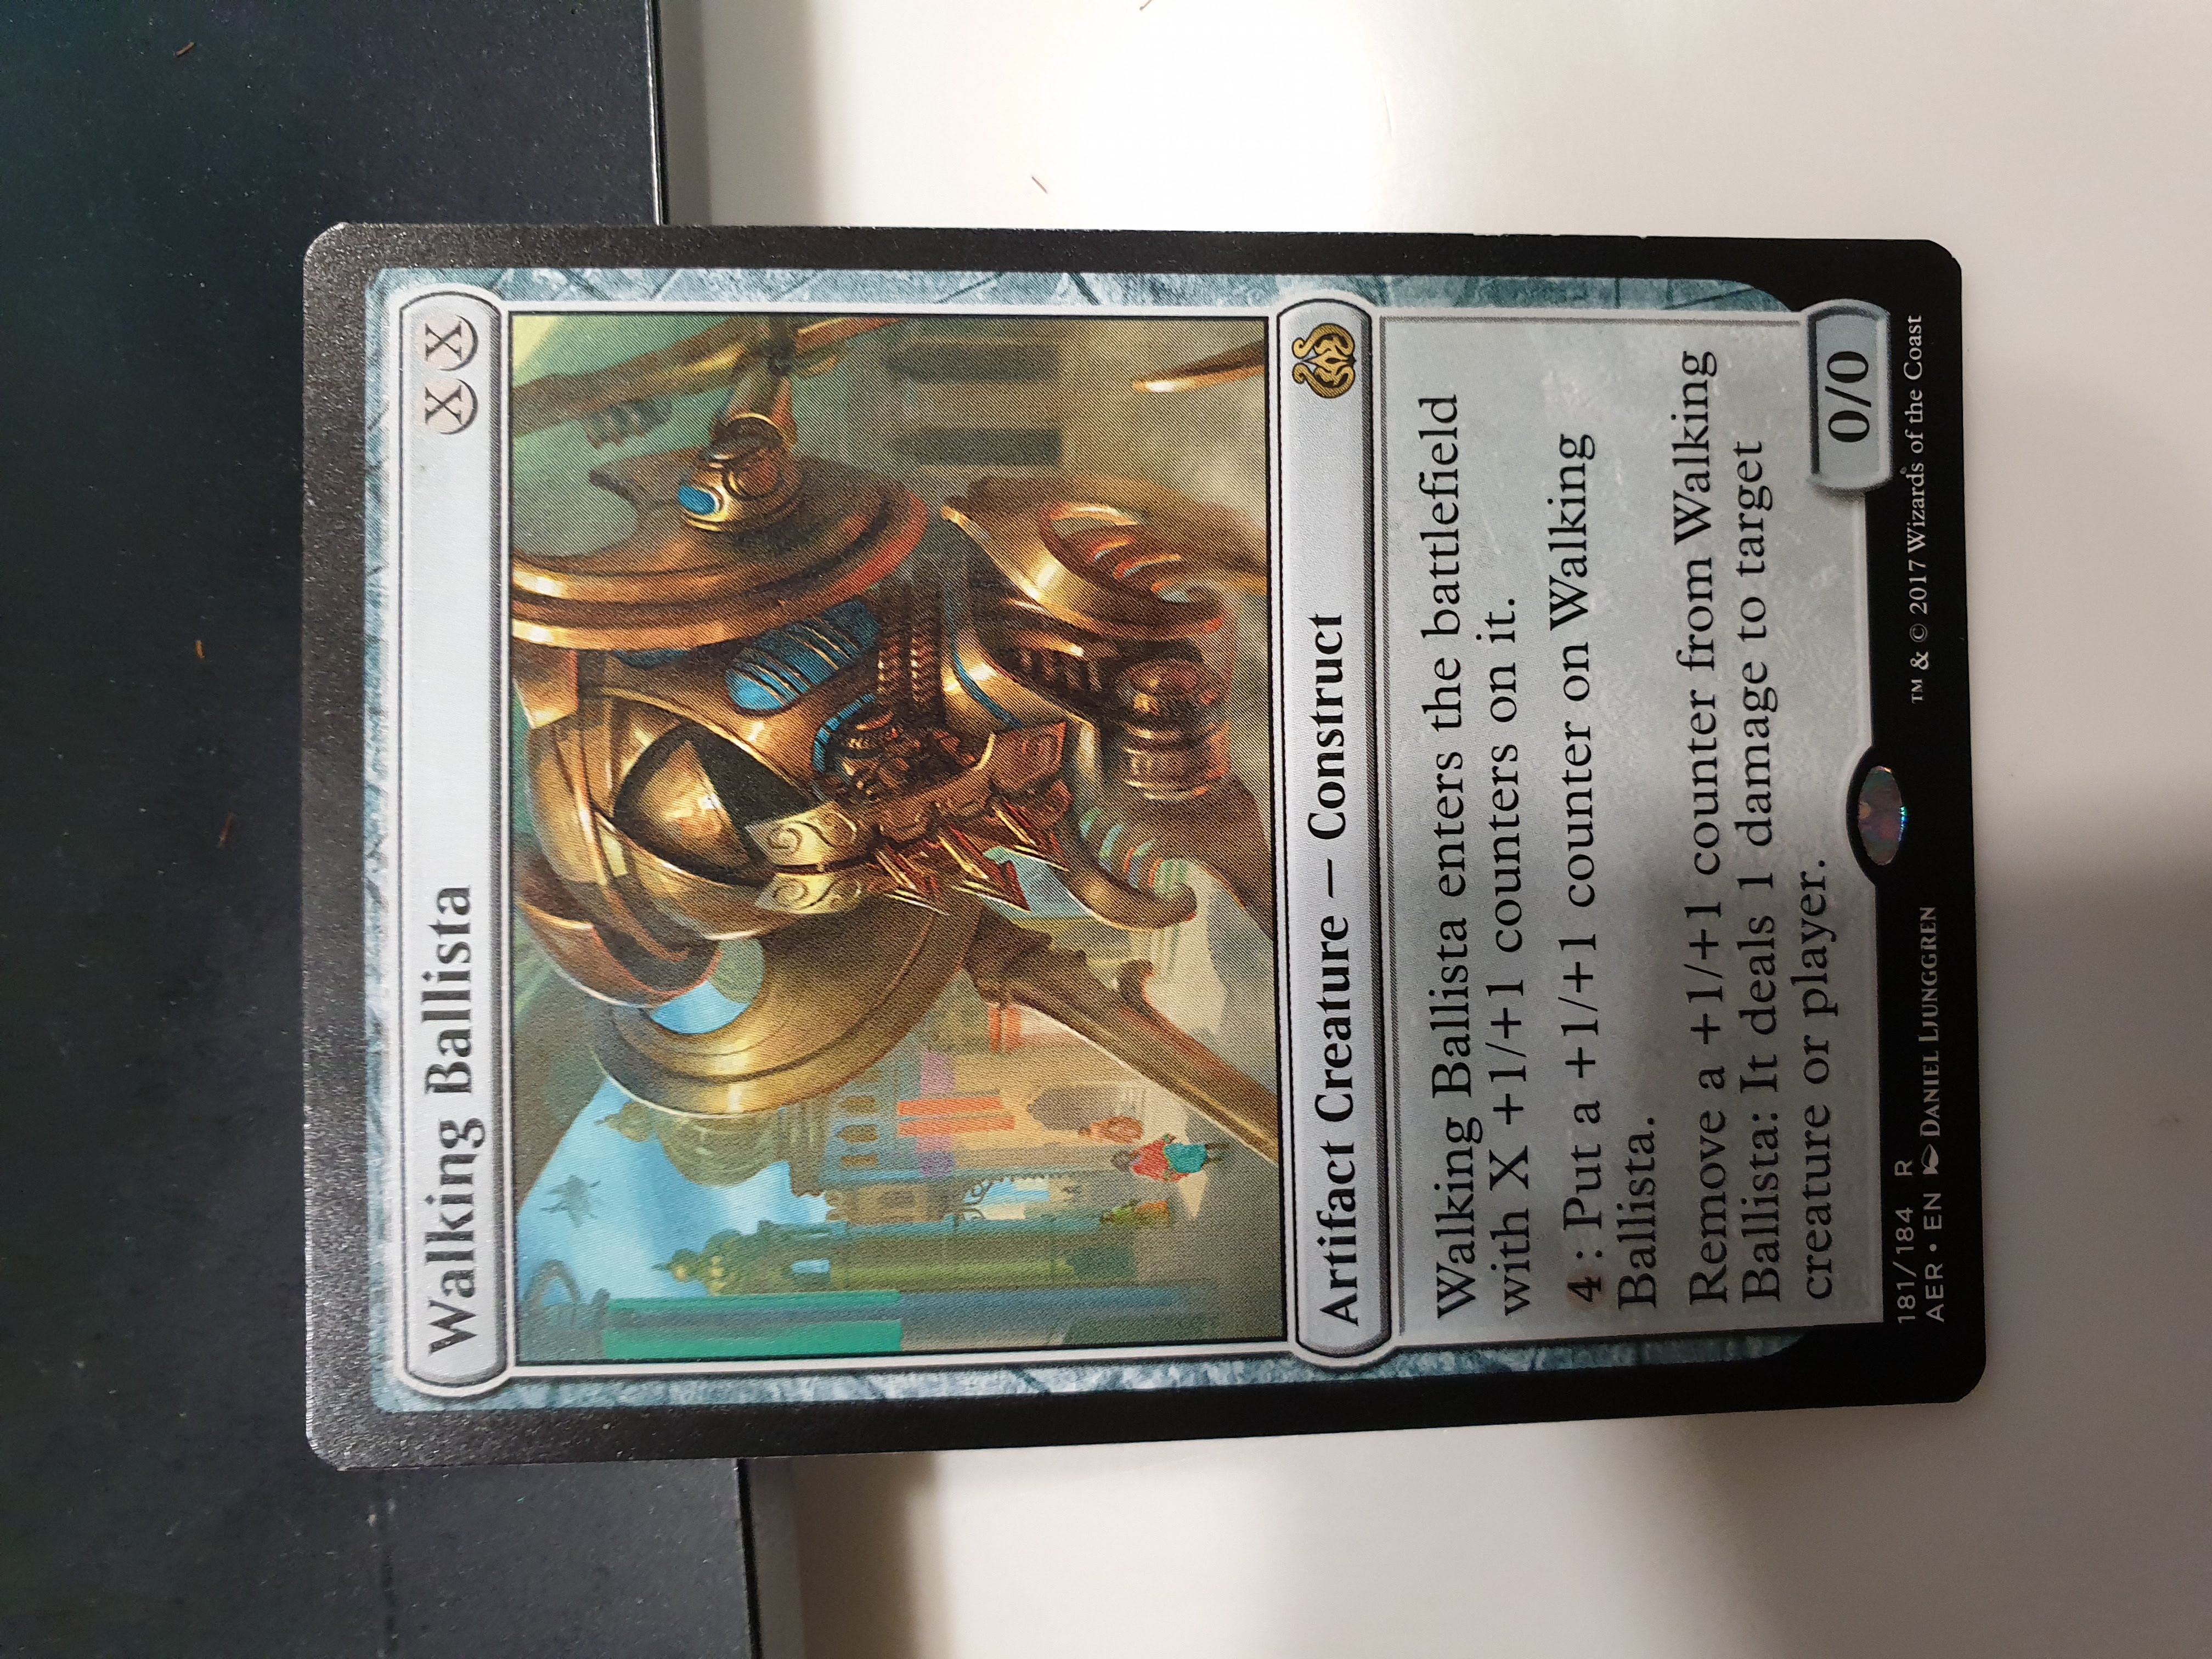 Walking Ballista XX
Artifact Creature — Construct
Walking Ballista enters the battlefield
with X +1/+1 counters on it.
4: Put a +1/+1 counter on Walking
Ballista.
Remove a +1/+1 counter from Walking
Ballista: It deals 1 damage to target
creature or player.
0/0
181/184 R
AER • EN DANIEL LJUNGGREN
™ & © 2017 Wizards of the Coast